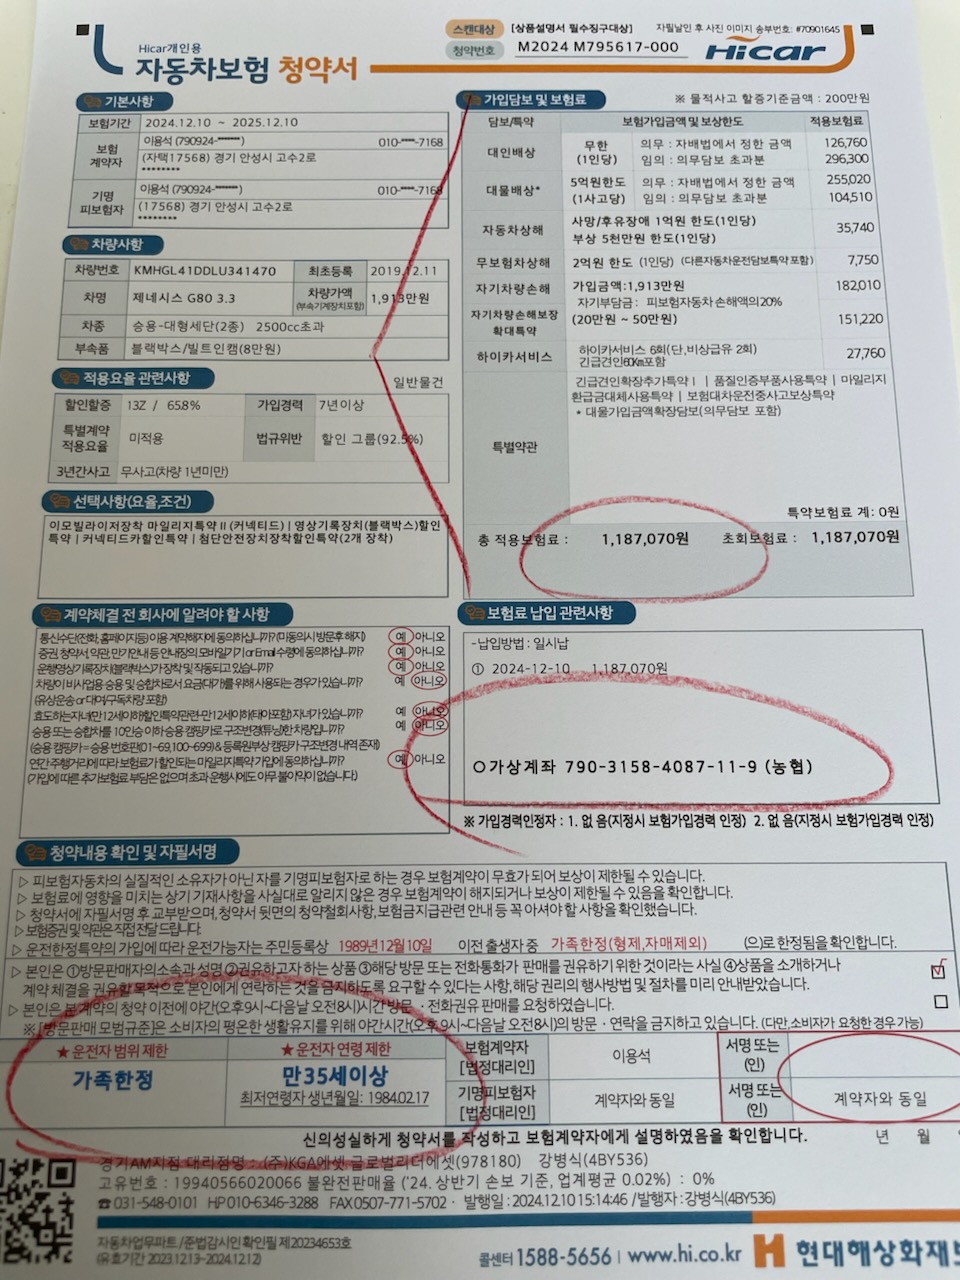 스캔대상 [상품설명서 필수징구대상] 자필날인 후 사진 이미지 송부번호: #70901645
청약번호 M2024 M795617-000 Hicar
Hicar개인용
자동차보험 청약서
기본사항
보험기간 2024.12.10 ~ 2025.12.10
보험계약자 이용석 (790924-*******) 010-****-7168
(자택17568) 경기 안성시 고수2로
********
기명피보험자 이용석 (790924-*******) 010-****-7168
(17568) 경기 안성시 고수2로
********
차량사항
차량번호 KMHGL41DDLU341470 최초등록 2019.12.11
차명 제네시스 G80 3.3 차량가액 (부속기계장치포함) 1,913만원
차종 승용-대형세단(2종) 2500cc초과
부속품 블랙박스/빌트인캠(8만원)
적용요율 관련사항 일반물건
할인할증 13Z / 65.8% 가입경력 7년이상
특별계약 적용요율 미적용 법규위반 할인 그룹(92.5%)
3년간사고 무사고(차량 1년미만)
선택사항(요율,조건)
이모빌라이저장착 마일리지특약 II (커넥티드) | 영상기록장치(블랙박스)할인
특약 | 커넥티드카할인특약 | 첨단안전장치장착할인특약(2개 장착)
가입담보 및 보험료 ※ 물적사고 할증기준금액 : 200만원
담보/특약 보험가입금액 및 보상한도 적용보험료
대인배상 무한 (1인당) 의무 : 자배법에서 정한 금액 126,760
임의 : 의무담보 초과분 296,300
대물배상* 5억원한도 (1사고당) 의무 : 자배법에서 정한 금액 255,020
임의 : 의무담보 초과분 104,510
자동차상해 사망/후유장애 1억원 한도(1인당)
부상 5천만원 한도(1인당) 35,740
무보험차상해 2억원 한도 (1인당) (다른자동차운전담보특약 포함) 7,750
자기차량손해 가입금액:1,913만원 182,010
자기부담금 : 피보험자동차 손해액의20%
자기차량손해보장 확대특약 (20만원 ~ 50만원) 151,220
하이카서비스 하이카서비스 6회(단,비상급유 2회)
긴급견인60Km포함 27,760
특별약관 긴급견인확장추가특약 I | 품질인증부품사용특약 | 마일리지
환급금대체사용특약 | 보험대차운전중사고보상특약
* 대물가입금액확장담보(의무담보 포함)
특약보험료 계: 0원
총 적용보험료 : 1,187,070원 초회보험료 : 1,187,070원
계약체결 전 회사에 알려야 할 사항
통신수단(전화, 홈페이지등) 이용 계약해지에 동의하십니까? (미동의시 방문후 해지) 예 아니오
증권, 청약서, 약관, 만기안내 등 안내장의 모바일기기 or Email 수령에 동의하십니까? 예 아니오
운행영상기록장치(블랙박스)가 장착 및 작동되고 있습니까? 예 아니오
차량이 비사업용 승용 및 승합차로서 요금(대가)를 위해 사용되는 경우가 있습니까? 예 아니오
(유상운송 or 대여/구독차량 포함)
효도하는자녀(만12세이하)할인특약관련-만12세이하(태아포함) 자녀가 있습니까? 예 아니오
승용 또는 승합차를 10인승 이하 승용 캠핑카로 구조변경(튜닝)한 차량입니까? 예 아니오
(승용 캠핑카 = 승용 번호판(01~69,100~699) & 등록원부상 캠핑카 구조변경 내역 존재)
연간 주행거리에 따라 보험료가 할인되는 마일리지특약 가입에 동의하십니까? 예 아니오
(가입에 따른 추가보험료 부담은 없으며 초과 운행시에도 아무 불이익이 없습니다.)
보험료 납입 관련사항
-납입방법 : 일시납
① 2024-12-10 1,187,070원
○가상계좌 790-3158-4087-11-9 (농협)
※ 가입경력인정자 : 1. 없 음(지정시 보험가입경력 인정) 2. 없 음(지정시 보험가입경력 인정)
청약내용 확인 및 자필서명
▷ 피보험자동차의 실질적인 소유자가 아닌 자를 기명피보험자로 하는 경우 보험계약이 무효가 되어 보상이 제한될 수 있습니다.
▷ 보험료에 영향을 미치는 상기 기재사항을 사실대로 알리지 않은 경우 보험계약이 해지되거나 보상이 제한될 수 있음을 확인합니다.
▷ 청약서에 자필서명 후 교부받으며, 청약서 뒷면의 청약철회사항, 보험금지급관련 안내 등 꼭 아셔야 할 사항을 확인했습니다.
▷ 보험증권 및 약관은 직접 전달 드립니다.
▷ 운전한정특약의 가입에 따라 운전가능자는 주민등록상 1989년12월10일 이전 출생자 중 가족한정(형제,자매제외) (으)로 한정됨을 확인합니다.
▷ 본인은 ①방문판매자의소속과 성명 ②권유하고자 하는 상품 ③해당 방문 또는 전화통화가 판매를 권유하기 위한 것이라는 사실 ④상품을 소개하거나
계약 체결을 권유할 목적으로 본인에게 연락하는 것을 금지하도록 요구할 수 있다는 사항, 해당 권리의 행사방법 및 절차를 미리 안내받았습니다.
▷ 본인은 본 계약의 청약 이전에 야간(오후9시~다음날 오전8시)시간 방문 · 전화권유 판매를 요청하였습니다.
※ [방문판매 모범규준]은 소비자의 평온한 생활유지를 위해 야간시간(오후 9시~다음날 오전8시)의 방문 · 연락을 금지하고 있습니다. (다만, 소비자가 요청한 경우 가능)
★운전자 범위 제한 ★운전자 연령 제한
가족한정 만35세이상
최저연령자 생년월일: 1984.02.17
보험계약자 [법정대리인] 이용석 서명 또는 (인)
기명피보험자 [법정대리인] 계약자와 동일 서명 또는 (인) 계약자와 동일
신의성실하게 청약서를 작성하고 보험계약자에게 설명하였음을 확인합니다. 년 월
경기AM지점 대리점명 : (주)KGA에셋 글로벌리더에셋(978180) 강병식(4BY536)
고유번호 : 19940566020066 불완전판매율 ('24.상반기 손보 기준, 업계평균 0.02%) : 0%
☎031-548-0101 HP010-6346-3288 FAX0507-771-5702 · 발행일 : 2024.12.10 15:14:46 /발행자 : 강병식(4BY536)
자동차업무파트 /준법감시인 확인필 제20234653호
(유효기간 2023.12.13~2024.12.12)
콜센터 1588-5656 | www.hi.co.kr 현대해상화재보